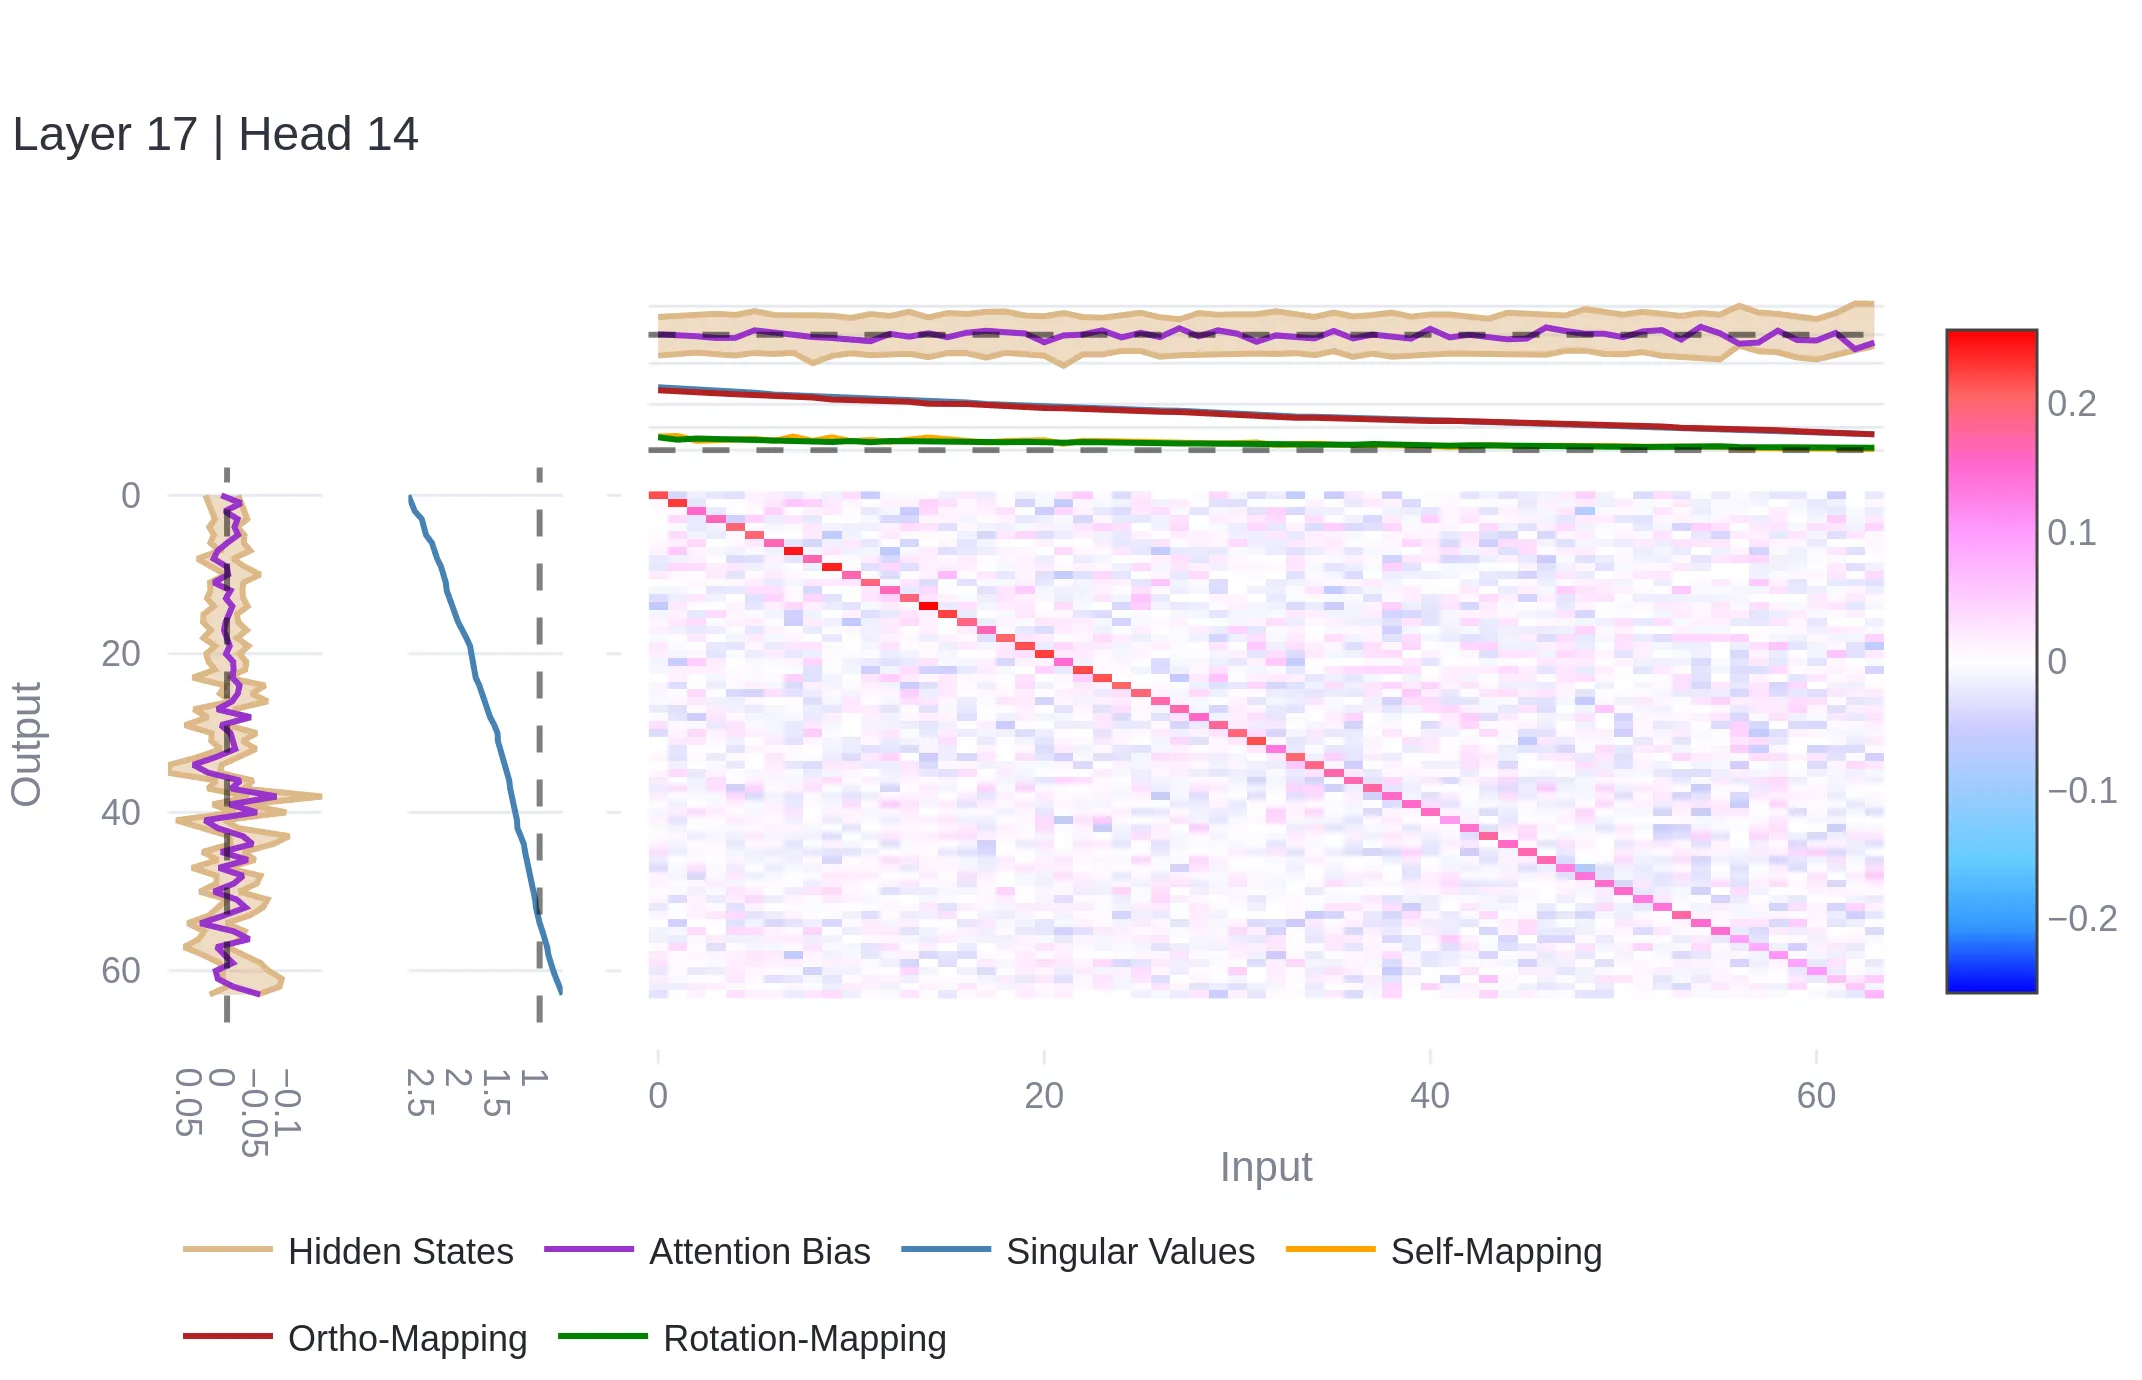 Layer 17 | Head 14
0
20
40
60
Output
0.05
0
−0.05
−0.1
2.5
2
1.5
1
0
20
40
60
Input
0.2
0.1
0
−0.1
−0.2
Hidden States
Attention Bias
Singular Values
Self-Mapping
Ortho-Mapping
Rotation-Mapping